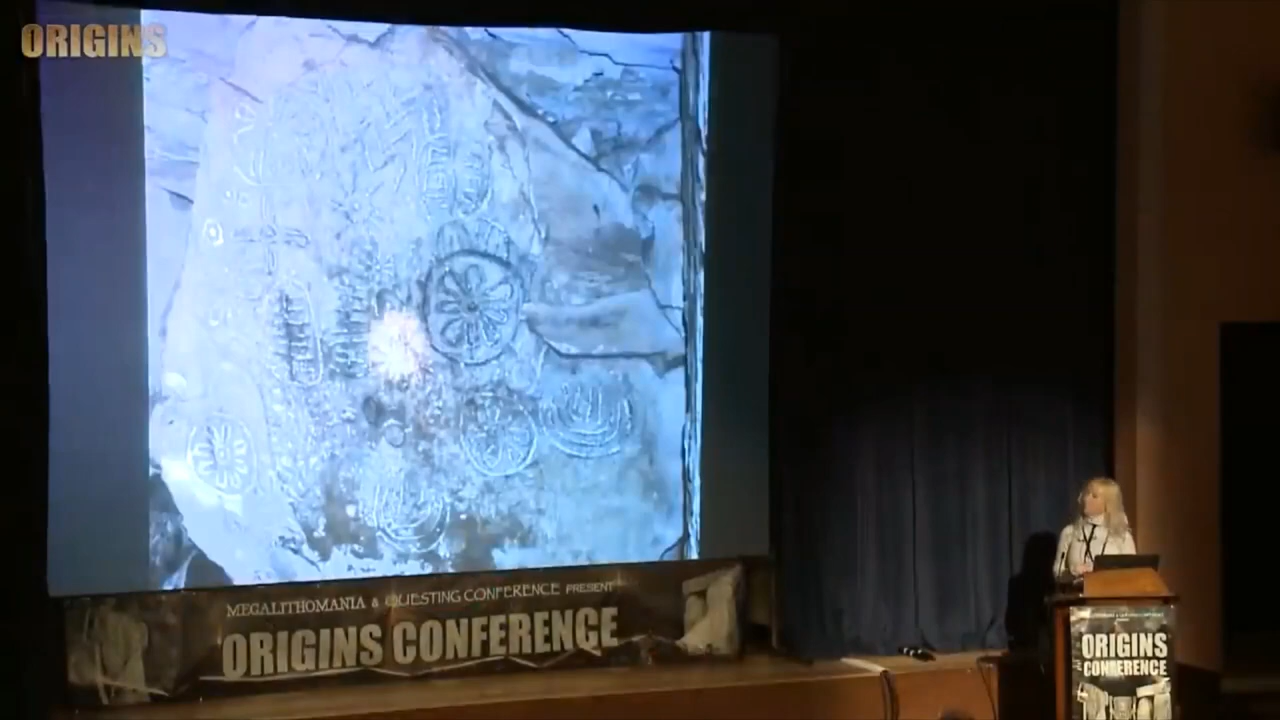 ORIGINS
MEGALITHOMANIA & QUESTING CONFERENCE PRESENT
ORIGINS CONFERENCE
ORIGINS
CONFERENCE